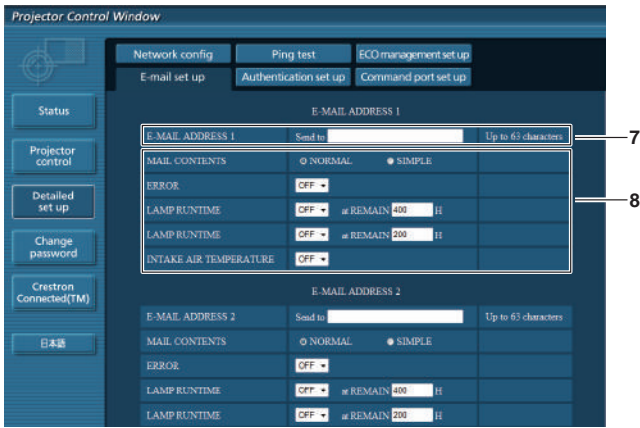 Projector Control Window
Network config Ping test ECO management set up
E-mail set up Authentication set up Command port set up
Status
Projector control
Detailed set up
Change password
Crestron Connected(TM)
日本語
E-MAIL ADDRESS 1
E-MAIL ADDRESS 1 Send to Up to 63 characters 7
MAIL CONTENTS NORMAL SIMPLE 8
ERROR OFF
LAMP RUNTIME OFF at REMAIN 400 H
LAMP RUNTIME OFF at REMAIN 200 H
INTAKE AIR TEMPERATURE OFF
E-MAIL ADDRESS 2
E-MAIL ADDRESS 2 Send to Up to 63 characters
MAIL CONTENTS NORMAL SIMPLE
ERROR OFF
LAMP RUNTIME OFF at REMAIN 400 H
LAMP RUNTIME OFF at REMAIN 200 H